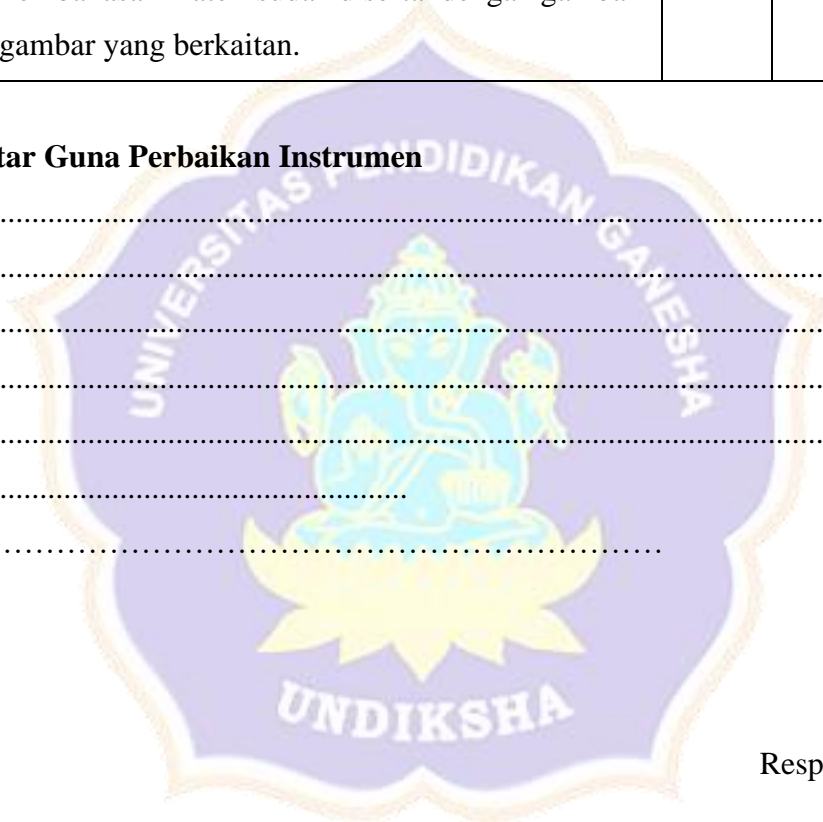 gambar yang berkaitan.
tar Guna Perbaikan Instrumen
................................................................................
................................................................................
................................................................................
................................................................................
................................................................................
........................................
……………………………………………………
UNIVERSITAS PENDIDIKAN GANESHA
UNDIKSHA
Resp